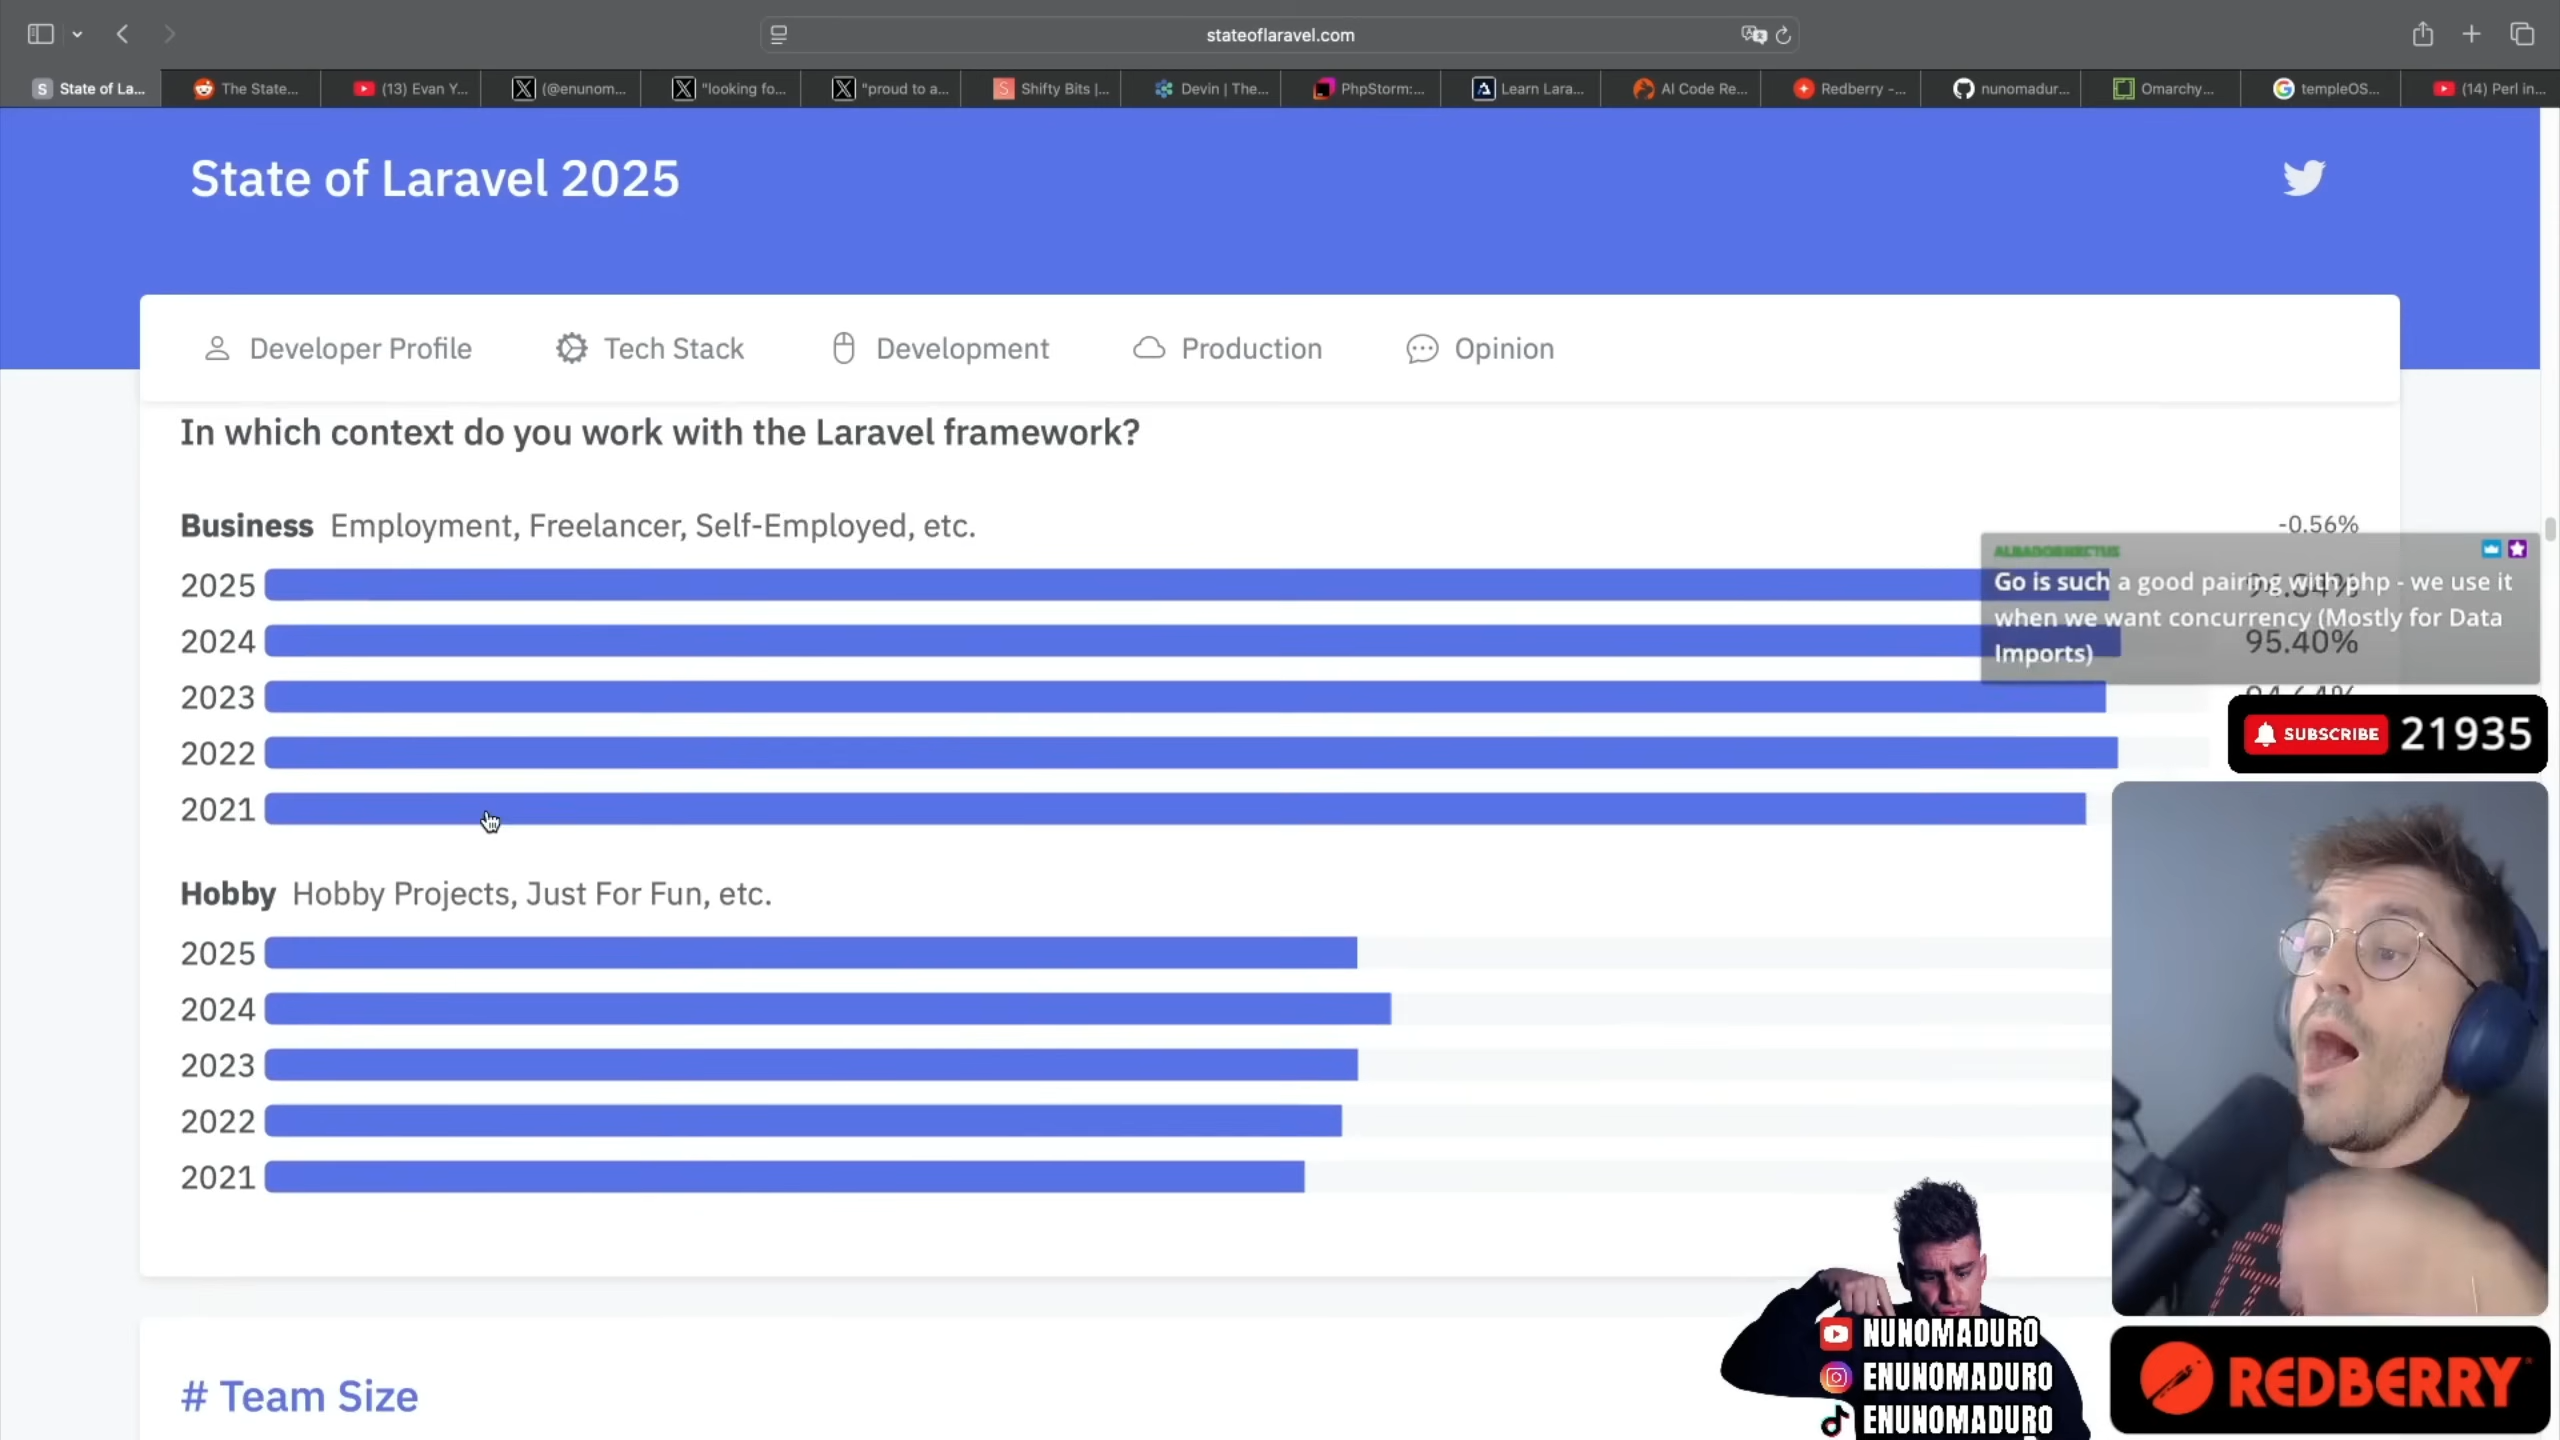 stateoflaravel.com
S State of La...
The State...
(13) Evan Y...
(@enunom...
"looking fo...
"proud to a...
S Shifty Bits |...
Devin | The...
PhpStorm:...
Learn Lara...
AI Code Re...
Redberry -...
nunomadur...
Omarchy...
templeOS...
(14) Perl in...
State of Laravel 2025
Developer Profile
Tech Stack
Development
Production
Opinion
In which context do you work with the Laravel framework?
Business Employment, Freelancer, Self-Employed, etc.
-0.56%
2025
2024
95.40%
2023
2022
2021
Go is such a good pairing with php - we use it
when we want concurrency (Mostly for Data
Imports)
SUBSCRIBE 21935
Hobby Hobby Projects, Just For Fun, etc.
2025
2024
2023
2022
2021
# Team Size
NUNOMADURO
ENUNOMADURO
ENUNOMADURO
REDBERRY